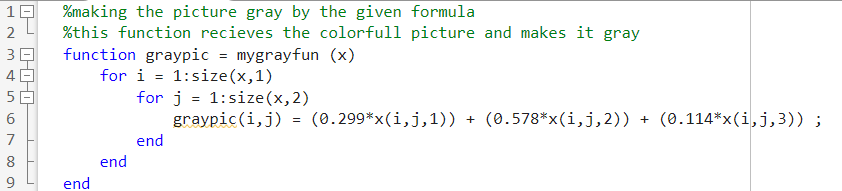 1 %making the picture gray by the given formula
2 %this function recieves the colorfull picture and makes it gray
3 function graypic = mygrayfun (x)
4 for i = 1:size(x,1)
5 for j = 1:size(x,2)
6 graypic(i,j) = (0.299*x(i,j,1)) + (0.578*x(i,j,2)) + (0.114*x(i,j,3)) ;
7 end
8 end
9 end